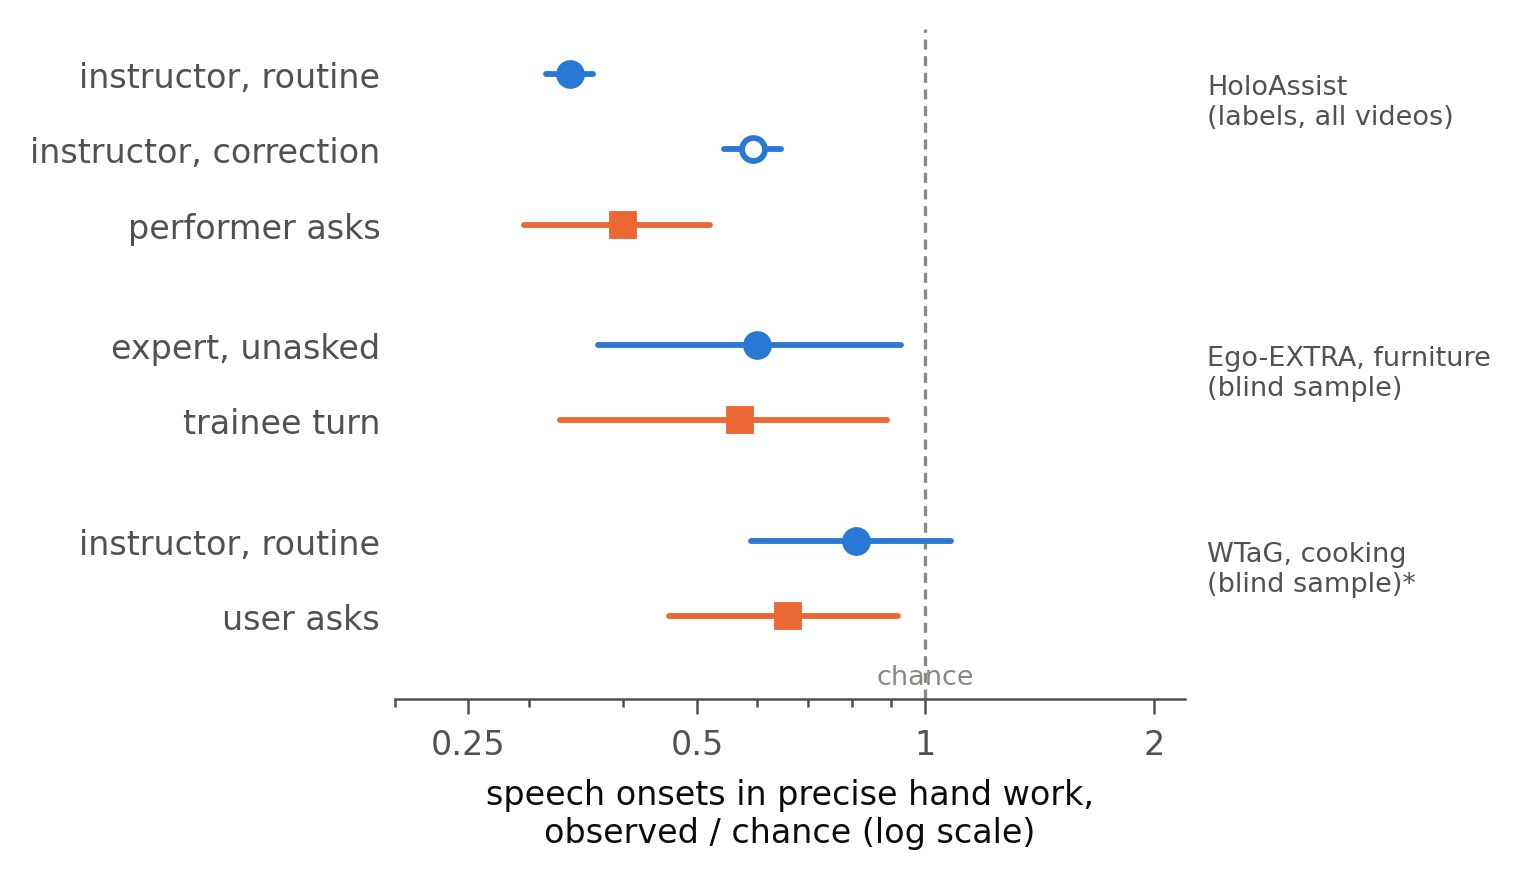 instructor, routine
HoloAssist
(labels, all videos)
instructor, correction
performer asks
expert, unasked
Ego-EXTRA, furniture
(blind sample)
trainee turn
instructor, routine
WTaG, cooking
(blind sample)*
user asks
chance
0.25 0.5 1 2
speech onsets in precise hand work,
observed / chance (log scale)